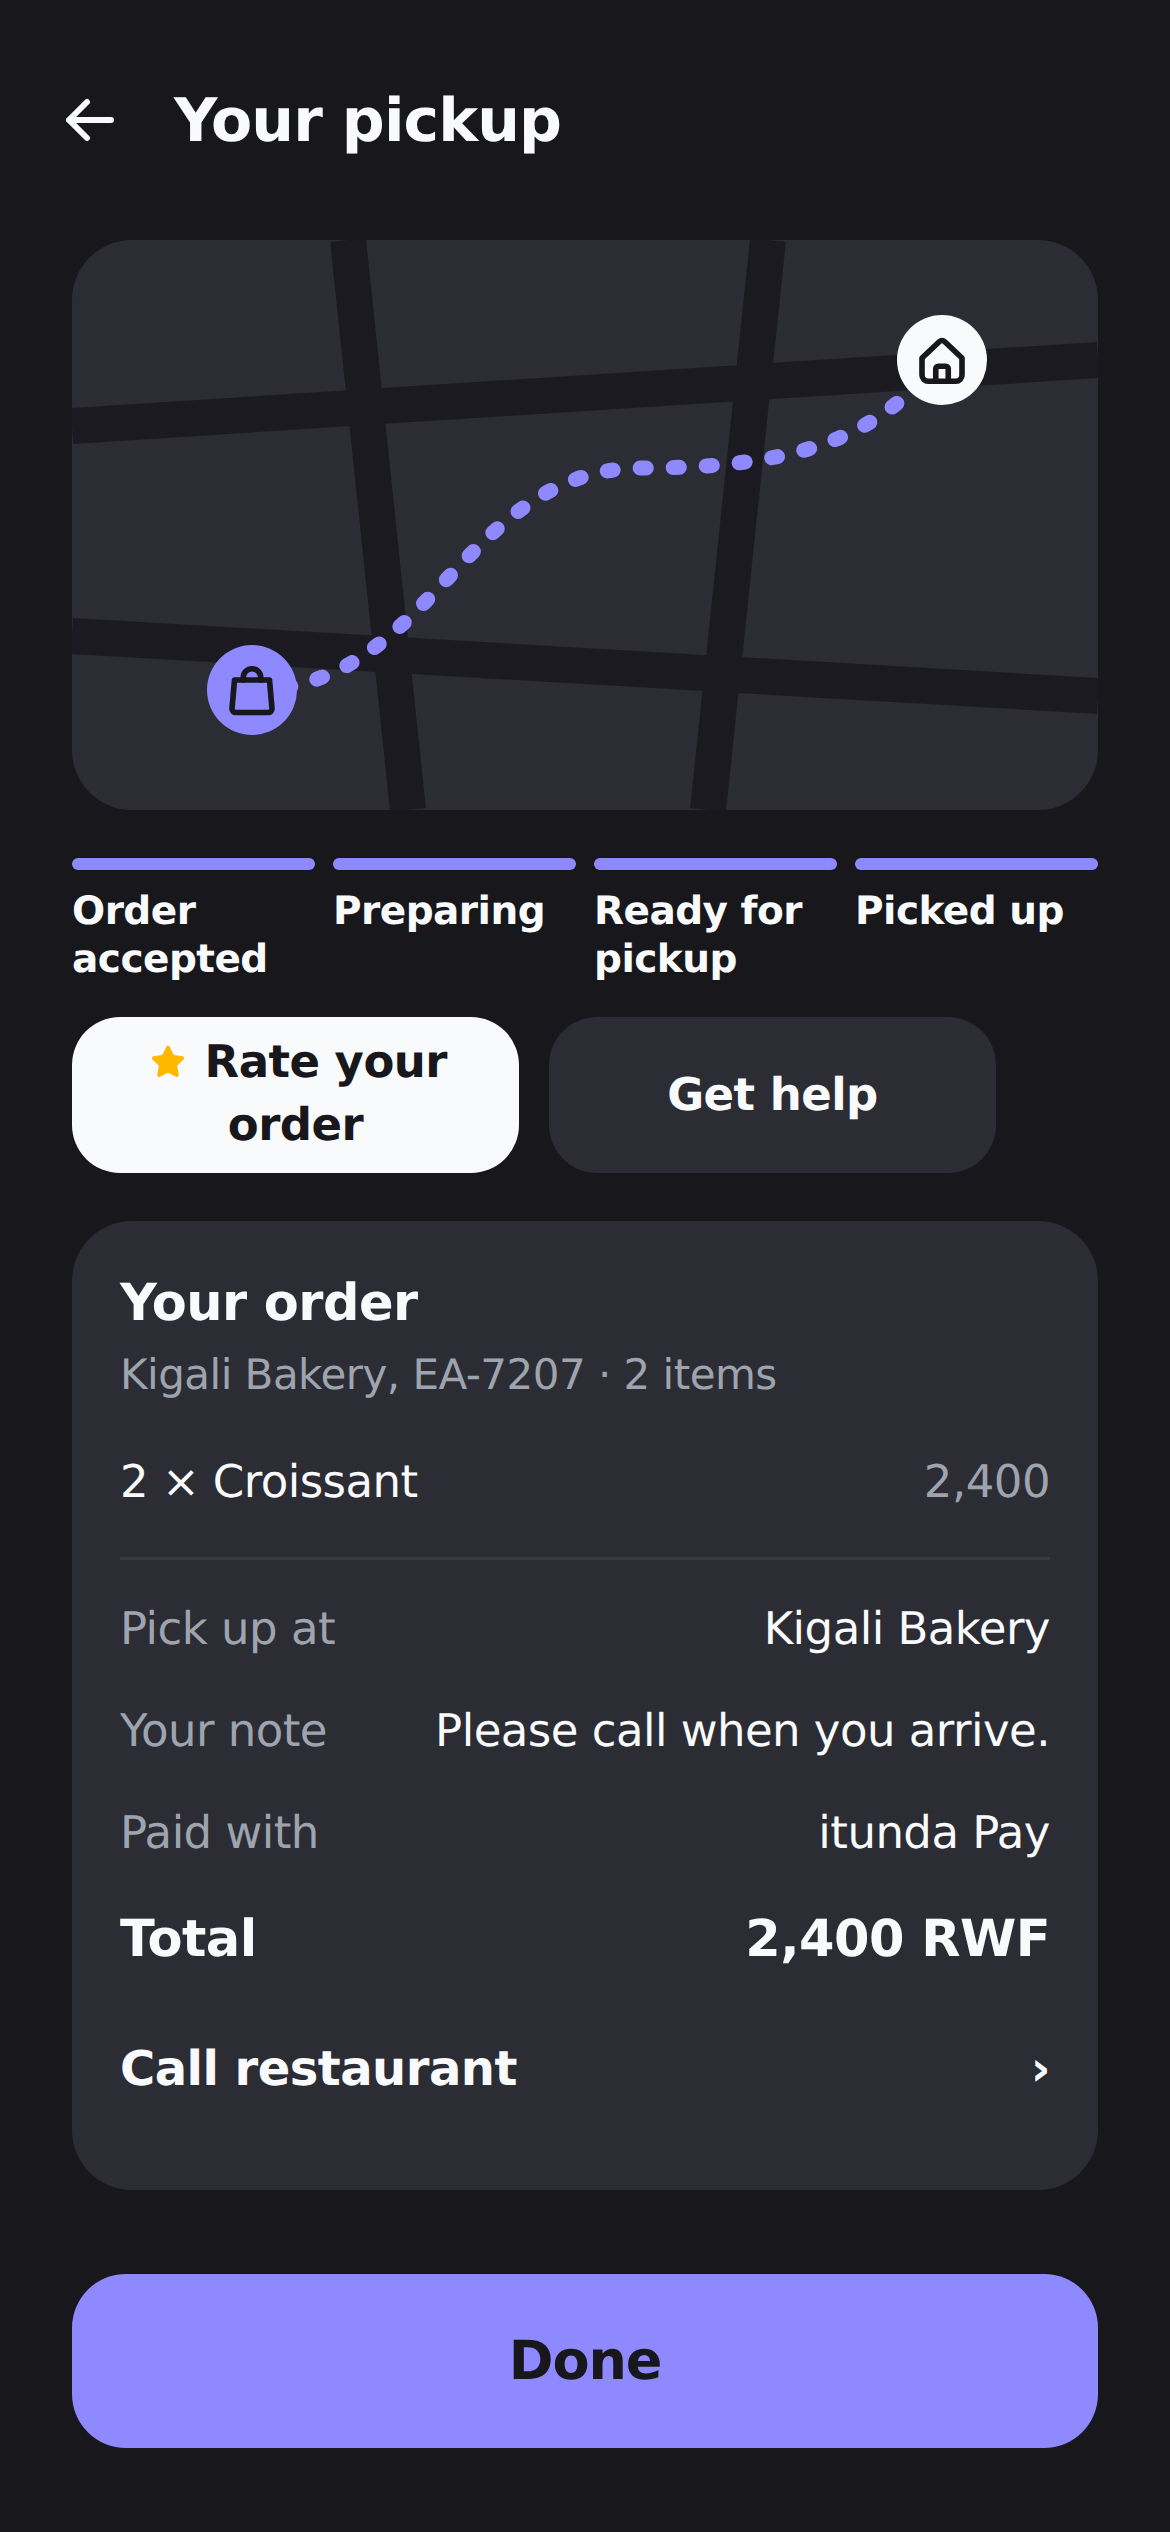 Your pickup
Order accepted
Preparing
Ready for pickup
Picked up
Rate your order
Get help
Your order
Kigali Bakery, EA-7207 · 2 items
2 × Croissant 2,400
Pick up at Kigali Bakery
Your note Please call when you arrive.
Paid with itunda Pay
Total 2,400 RWF
Call restaurant ›
Done